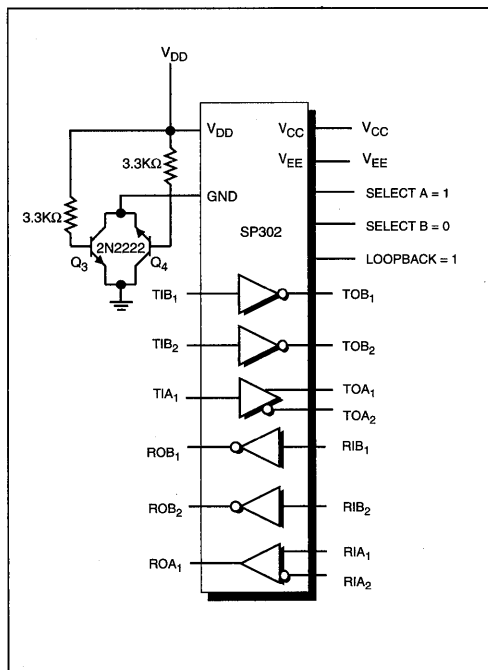 VDD
VDD
VCC
VCC
3.3KΩ
VEE
VEE
3.3KΩ
GND
SELECT A = 1
2N2222
SP302
SELECT B = 0
Q3
Q4
LOOPBACK = 1
TIB1
TOB1
TIB2
TOB2
TIA1
TOA1
TOA2
ROB1
RIB1
ROB2
RIB2
ROA1
RIA1
RIA2